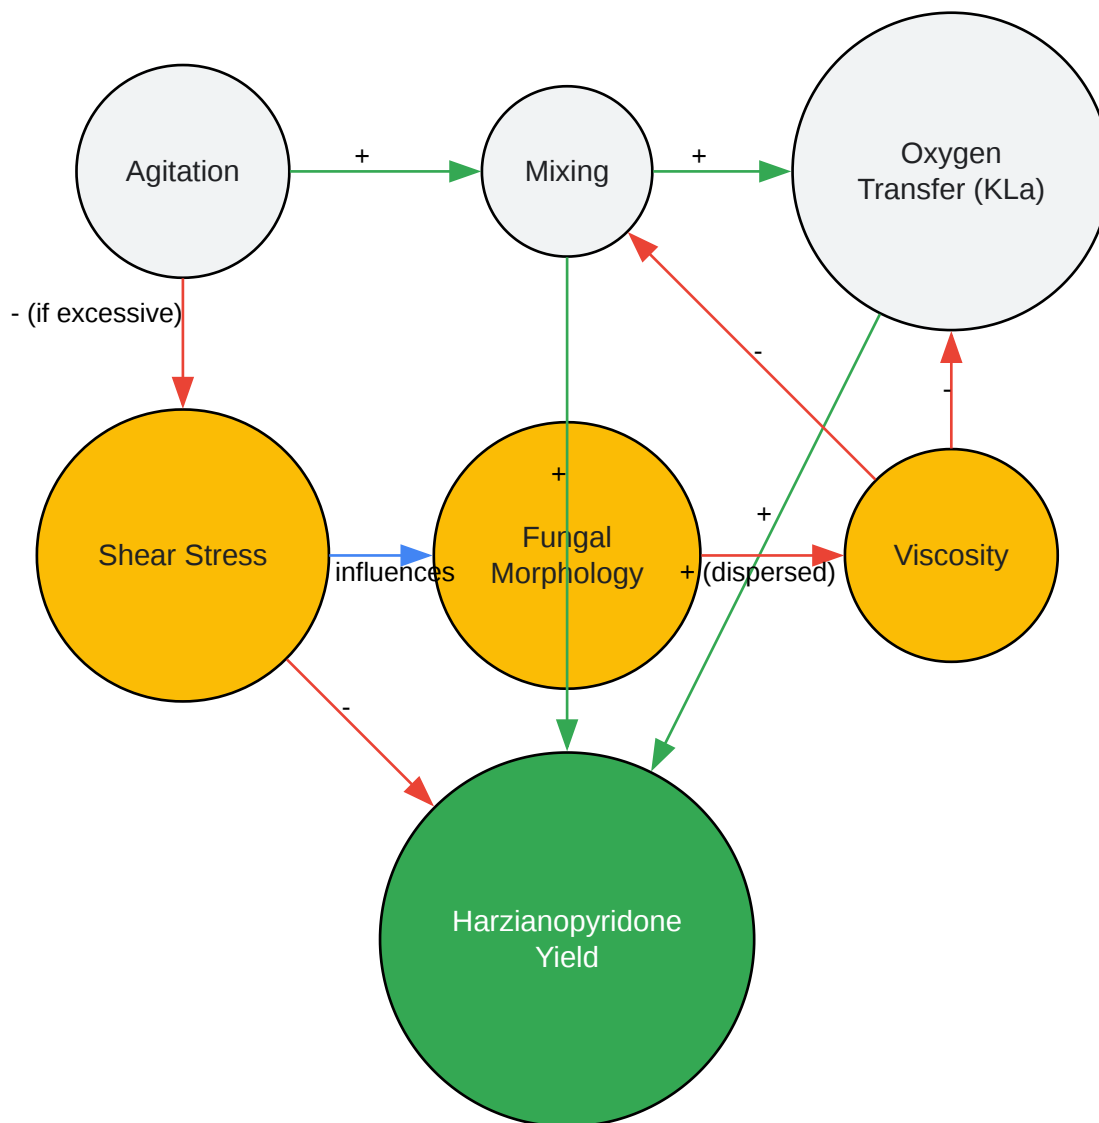 Agitation
+
Mixing
+
Oxygen
Transfer (KLa)
- (if excessive)
-
-
+
+
Shear Stress
influences
Fungal
Morphology
+ (dispersed)
Viscosity
-
Harzianopyridone
Yield